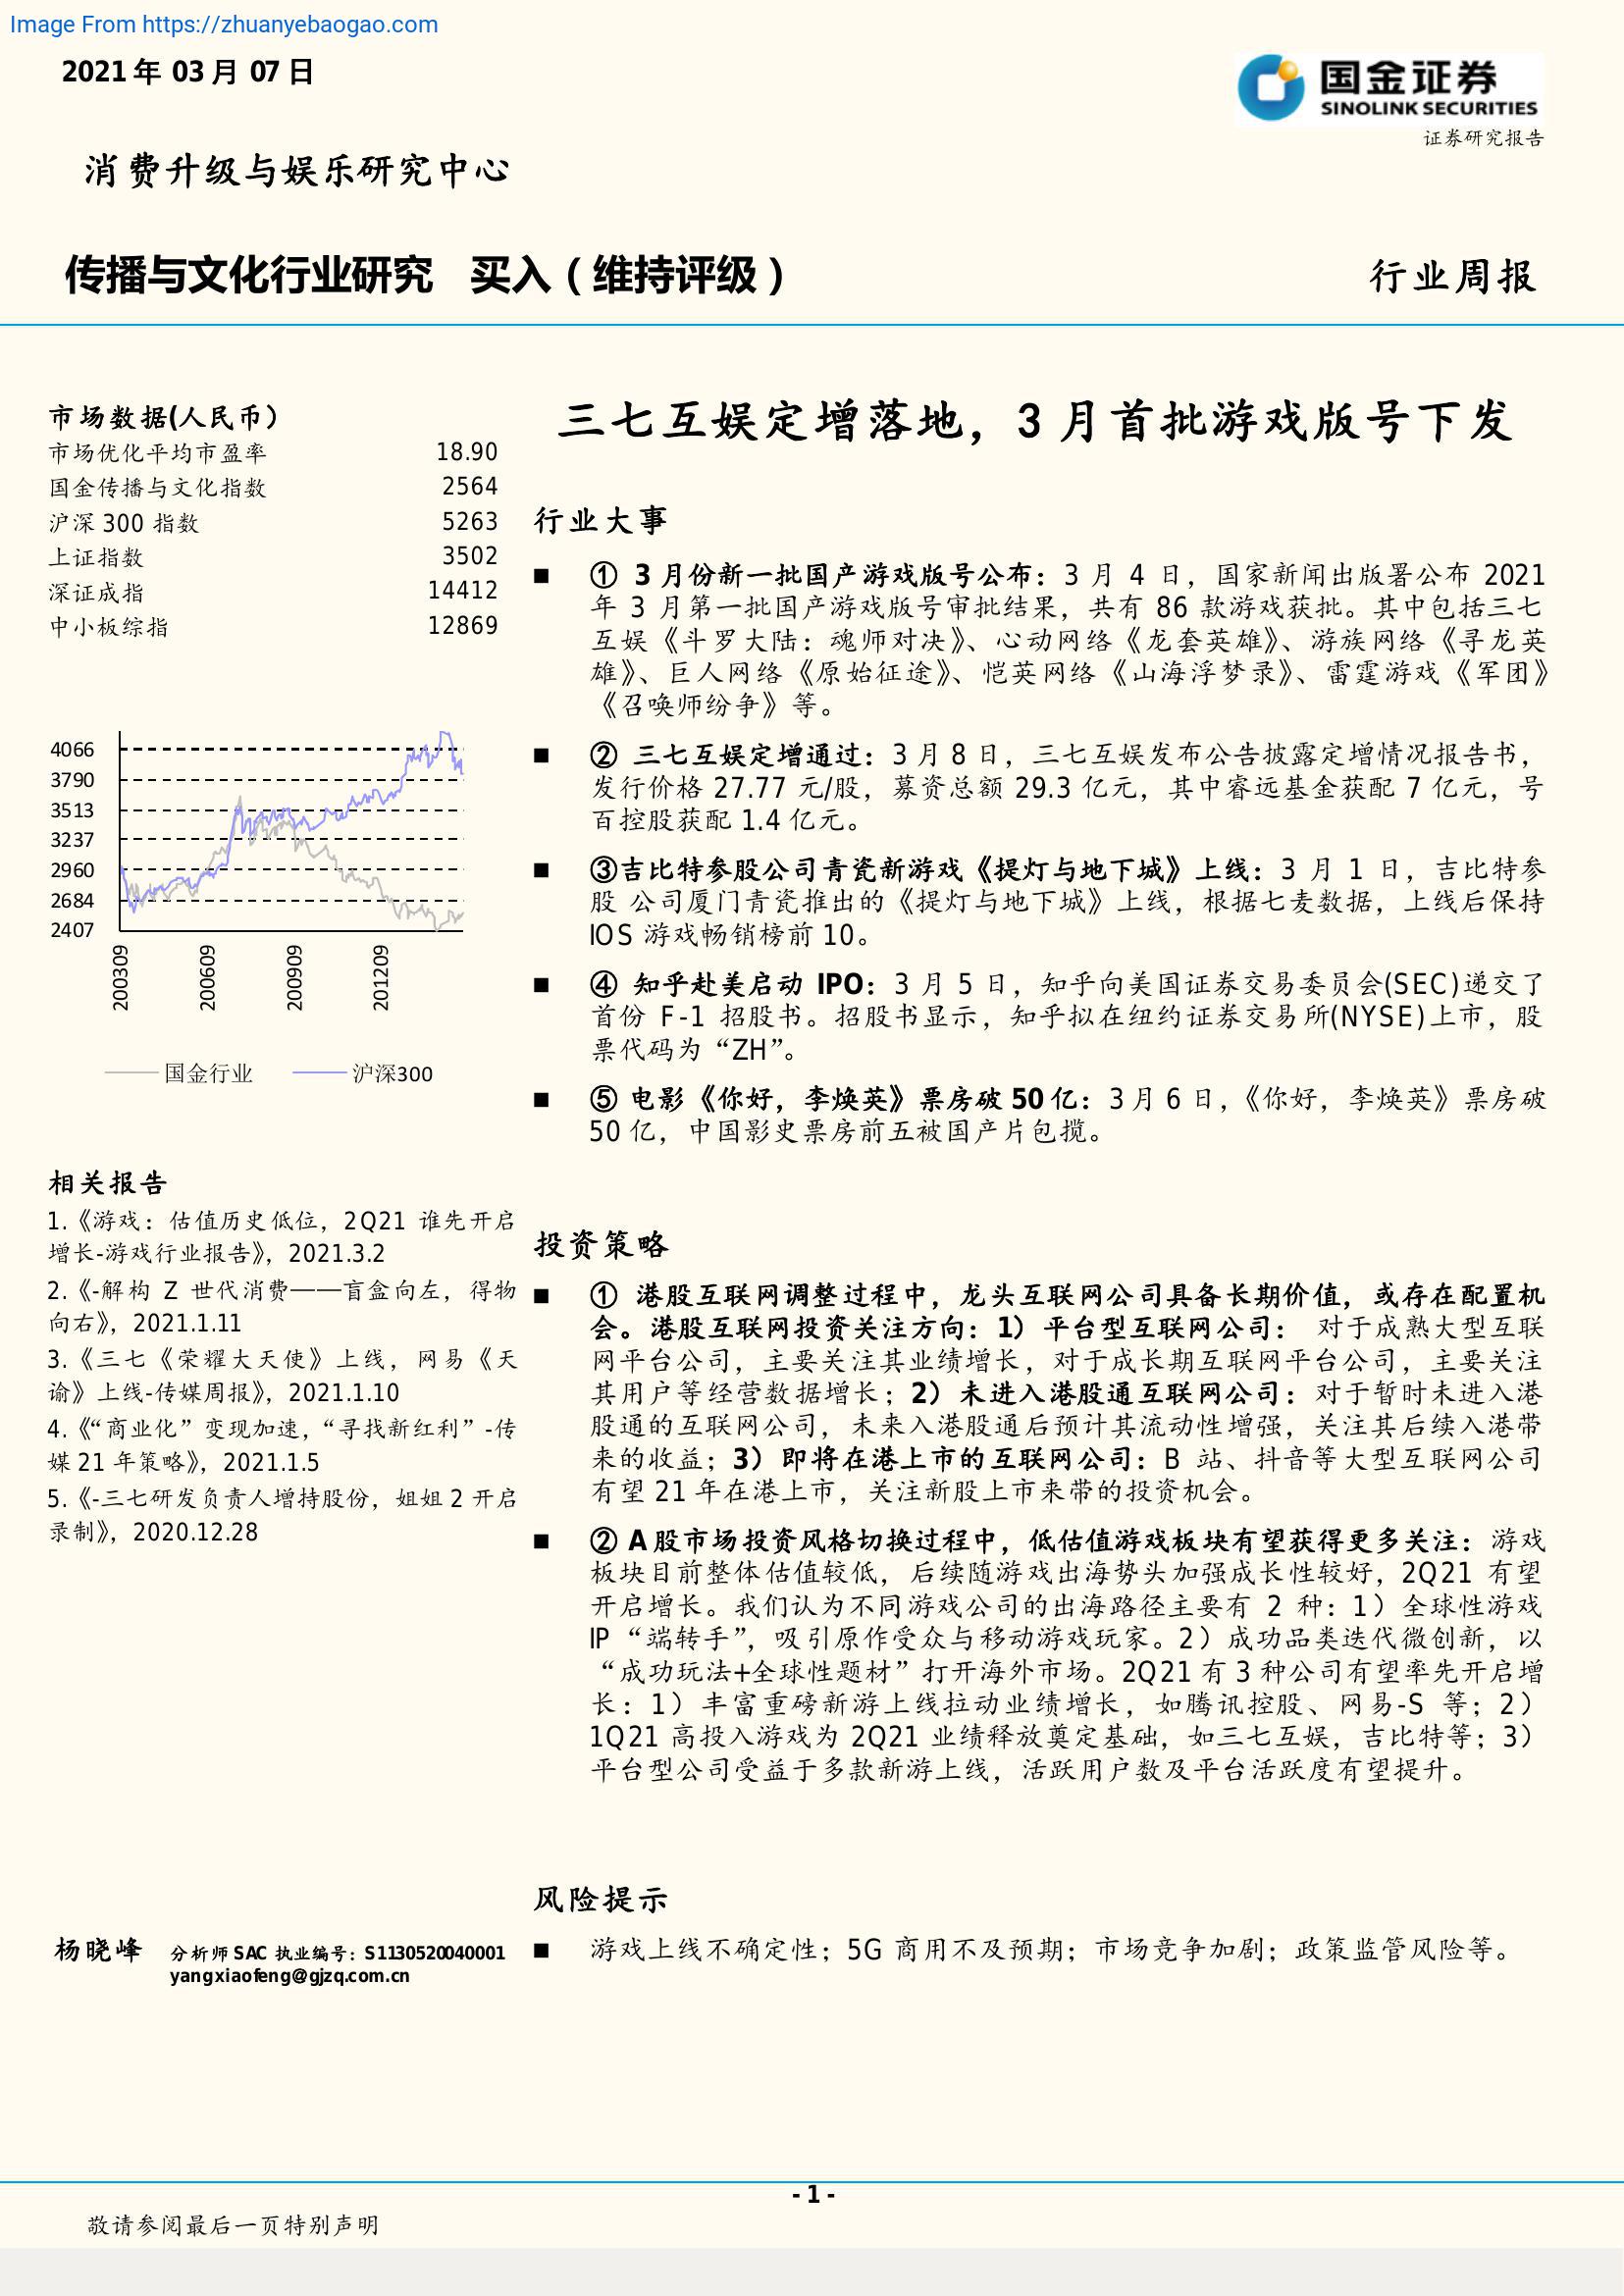 Image From https://zhuanyebaogao.com
2021 年 03 月 07 日
国金证券
SINOLINK SECURITIES
证券研究报告
消费升级与娱乐研究中心
传播与文化行业研究 买入（维持评级）
行业周报
市场数据(人民币）
市场优化平均市盈率 18.90
国金传播与文化指数 2564
沪深 300 指数 5263
上证指数 3502
深证成指 14412
中小板综指 12869
4066
3790
3513
3237
2960
2684
2407
200309 200609 200909 201209
国金行业 沪深300
相关报告
1.《游戏：估值历史低位，2Q21 谁先开启
增长-游戏行业报告》，2021.3.2
2.《-解构 Z 世代消费——盲盒向左，得物
向右》，2021.1.11
3.《三七《荣耀大天使》上线，网易《天
谕》上线-传媒周报》，2021.1.10
4.《“商业化”变现加速，“寻找新红利”-传
媒 21 年策略》，2021.1.5
5.《-三七研发负责人增持股份，姐姐 2 开启
录制》，2020.12.28
杨晓峰 分析师 SAC 执业编号：S1130520040001
yangxiaofeng@gjzq.com.cn
三七互娱定增落地，3 月首批游戏版号下发
行业大事
■ ① 3 月份新一批国产游戏版号公布：3 月 4 日，国家新闻出版署公布 2021
年 3 月第一批国产游戏版号审批结果，共有 86 款游戏获批。其中包括三七
互娱《斗罗大陆：魂师对决》、心动网络《龙套英雄》、游族网络《寻龙英
雄》、巨人网络《原始征途》、恺英网络《山海浮梦录》、雷霆游戏《军团》
《召唤师纷争》等。
■ ② 三七互娱定增通过：3 月 8 日，三七互娱发布公告披露定增情况报告书，
发行价格 27.77 元/股，募资总额 29.3 亿元，其中睿远基金获配 7 亿元，号
百控股获配 1.4 亿元。
■ ③吉比特参股公司青瓷新游戏《提灯与地下城》上线：3 月 1 日，吉比特参
股 公司厦门青瓷推出的《提灯与地下城》上线，根据七麦数据，上线后保持
IOS 游戏畅销榜前 10。
■ ④ 知乎赴美启动 IPO：3 月 5 日，知乎向美国证券交易委员会(SEC)递交了
首份 F-1 招股书。招股书显示，知乎拟在纽约证券交易所(NYSE)上市，股
票代码为“ZH”。
■ ⑤ 电影《你好，李焕英》票房破 50 亿：3 月 6 日，《你好，李焕英》票房破
50 亿，中国影史票房前五被国产片包揽。
投资策略
■ ① 港股互联网调整过程中，龙头互联网公司具备长期价值，或存在配置机
会。港股互联网投资关注方向：1）平台型互联网公司： 对于成熟大型互联
网平台公司，主要关注其业绩增长，对于成长期互联网平台公司，主要关注
其用户等经营数据增长；2）未进入港股通互联网公司：对于暂时未进入港
股通的互联网公司，未来入港股通后预计其流动性增强，关注其后续入港带
来的收益；3）即将在港上市的互联网公司：B 站、抖音等大型互联网公司
有望 21 年在港上市，关注新股上市来带的投资机会。
■ ② A 股市场投资风格切换过程中，低估值游戏板块有望获得更多关注：游戏
板块目前整体估值较低，后续随游戏出海势头加强成长性较好，2Q21 有望
开启增长。我们认为不同游戏公司的出海路径主要有 2 种：1）全球性游戏
IP“端转手”，吸引原作受众与移动游戏玩家。2）成功品类迭代微创新，以
“成功玩法+全球性题材”打开海外市场。2Q21 有 3 种公司有望率先开启增
长：1）丰富重磅新游上线拉动业绩增长，如腾讯控股、网易-S 等；2）
1Q21 高投入游戏为 2Q21 业绩释放奠定基础，如三七互娱，吉比特等；3）
平台型公司受益于多款新游上线，活跃用户数及平台活跃度有望提升。
风险提示
■ 游戏上线不确定性；5G 商用不及预期；市场竞争加剧；政策监管风险等。
- 1 -
敬请参阅最后一页特别声明